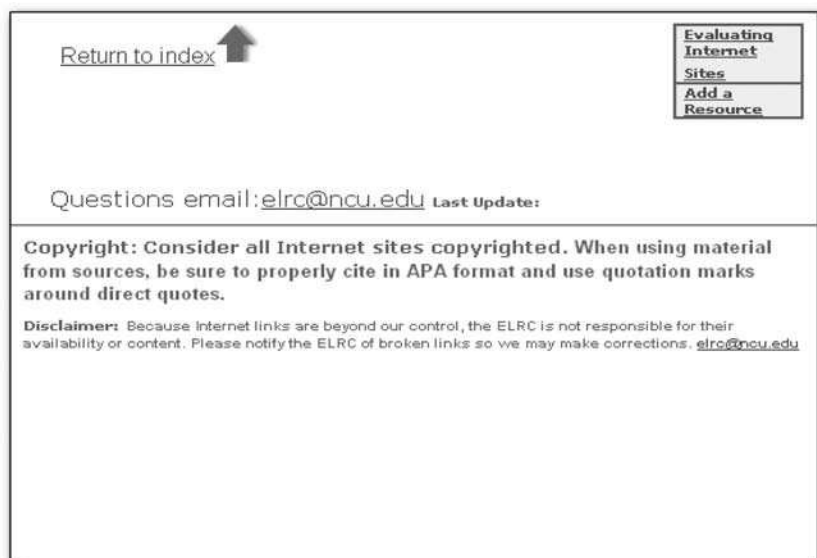 Return to index
Evaluating
Internet
Sites
Add a
Resource
Questions email:elrc@ncu.edu Last Update:
Copyright: Consider all Internet sites copyrighted. When using material
from sources, be sure to properly cite in APA format and use quotation marks
around direct quotes.
Disclaimer: Because Internet links are beyond our control, the ELRC is not responsible for their
availability or content. Please notify the ELRC of broken links so we may make corrections. elrc@ncu.edu